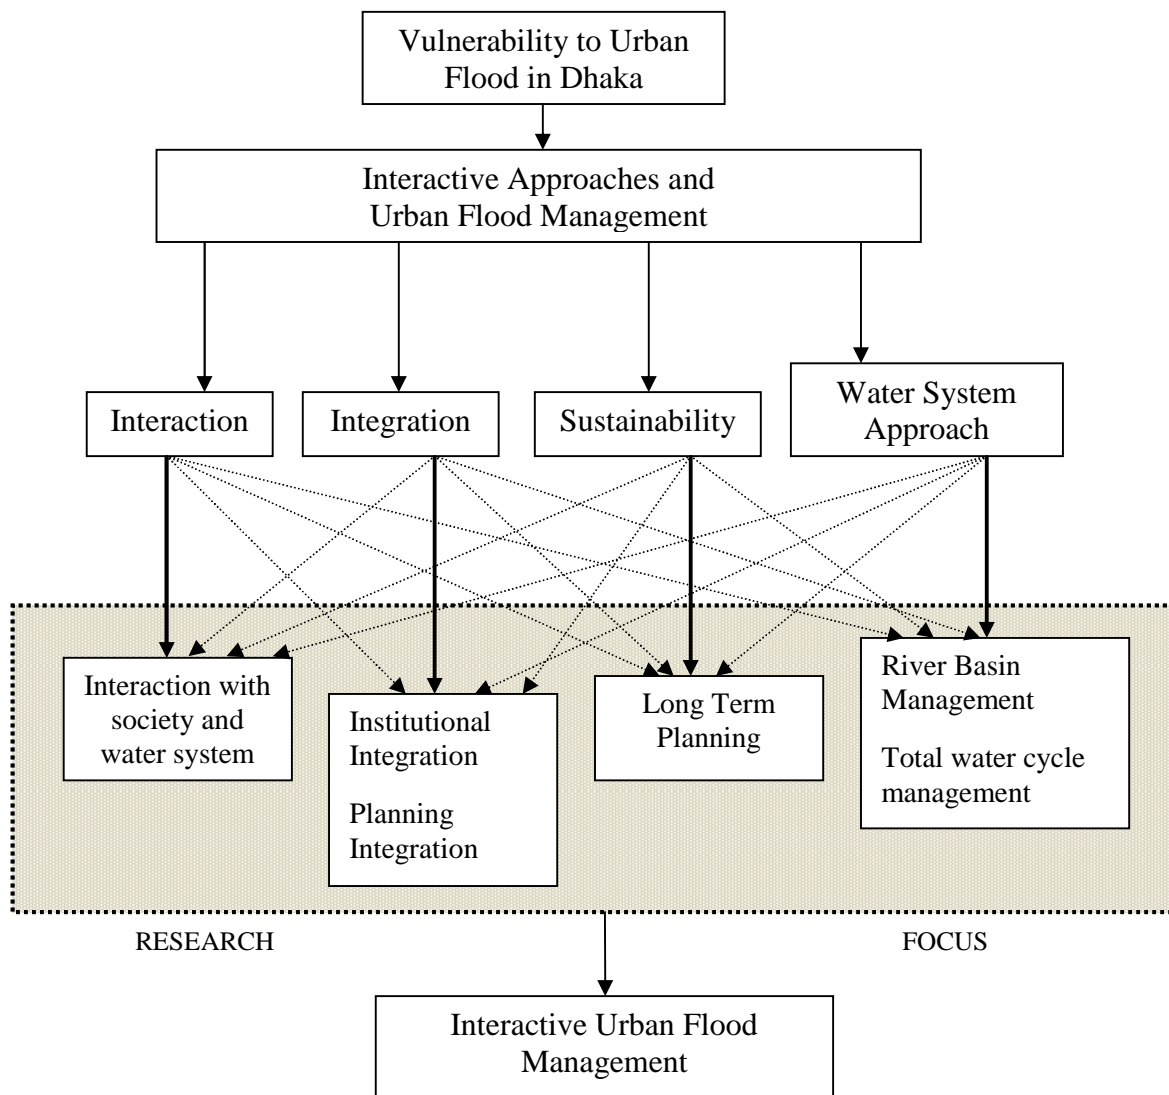 Vulnerability to Urban
Flood in Dhaka
Interactive Approaches and
Urban Flood Management
Interaction
Integration
Sustainability
Water System
Approach
Interaction with
society and
water system
Institutional
Integration
Planning
Integration
Long Term
Planning
River Basin
Management
Total water cycle
management
RESEARCH
FOCUS
Interactive Urban Flood
Management